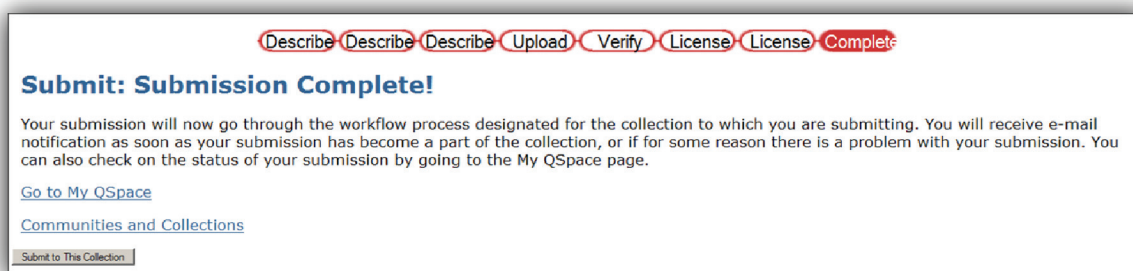 Describe Describe Describe Upload Verify License License Complete
Submit: Submission Complete!
Your submission will now go through the workflow process designated for the collection to which you are submitting. You will receive e-mail
notification as soon as your submission has become a part of the collection, or if for some reason there is a problem with your submission. You
can also check on the status of your submission by going to the My QSpace page.
Go to My QSpace
Communities and Collections
Submit to This Collection